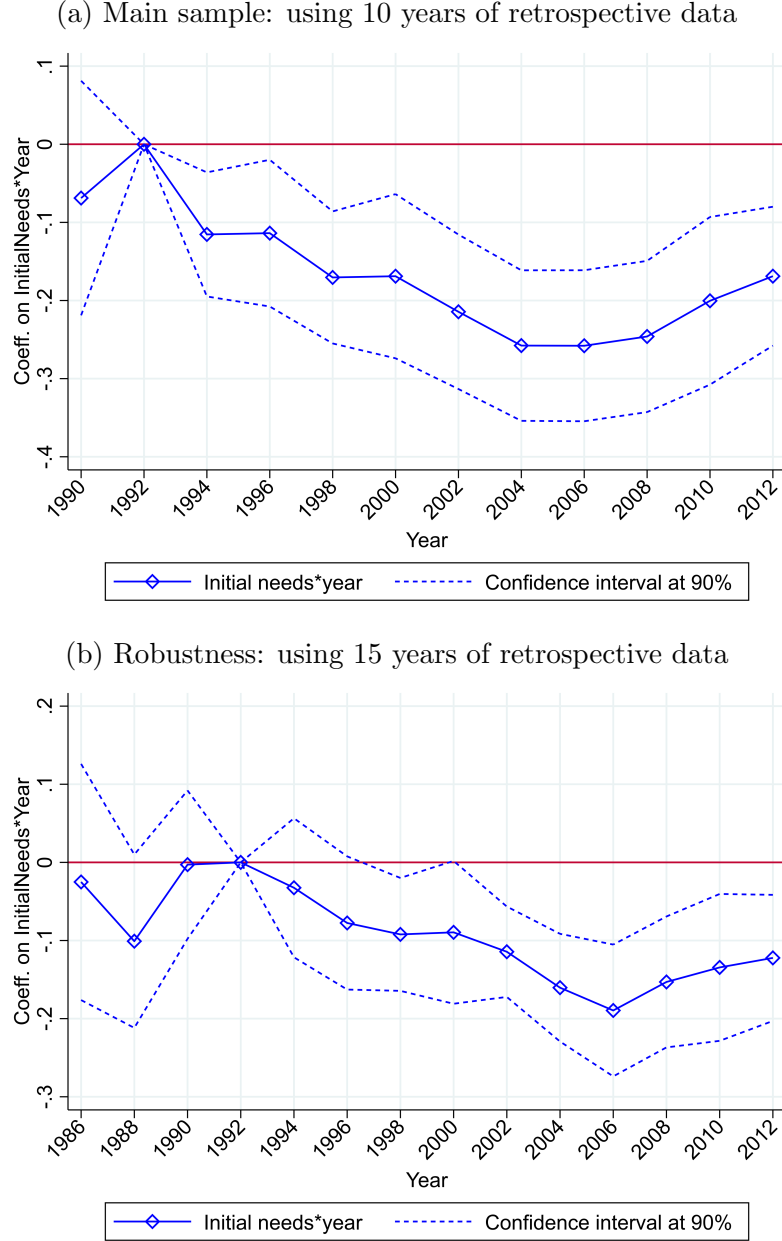 (a) Main sample: using 10 years of retrospective data
Coeff. on InitialNeeds*Year
.1
0
-.1
-.2
-.3
-.4
1990 1992 1994 1996 1998 2000 2002 2004 2006 2008 2010 2012
Year
Initial needs*year Confidence interval at 90%
(b) Robustness: using 15 years of retrospective data
Coeff. on InitialNeeds*Year
.2
.1
0
-.1
-.2
-.3
1986 1988 1990 1992 1994 1996 1998 2000 2002 2004 2006 2008 2010 2012
Year
Initial needs*year Confidence interval at 90%